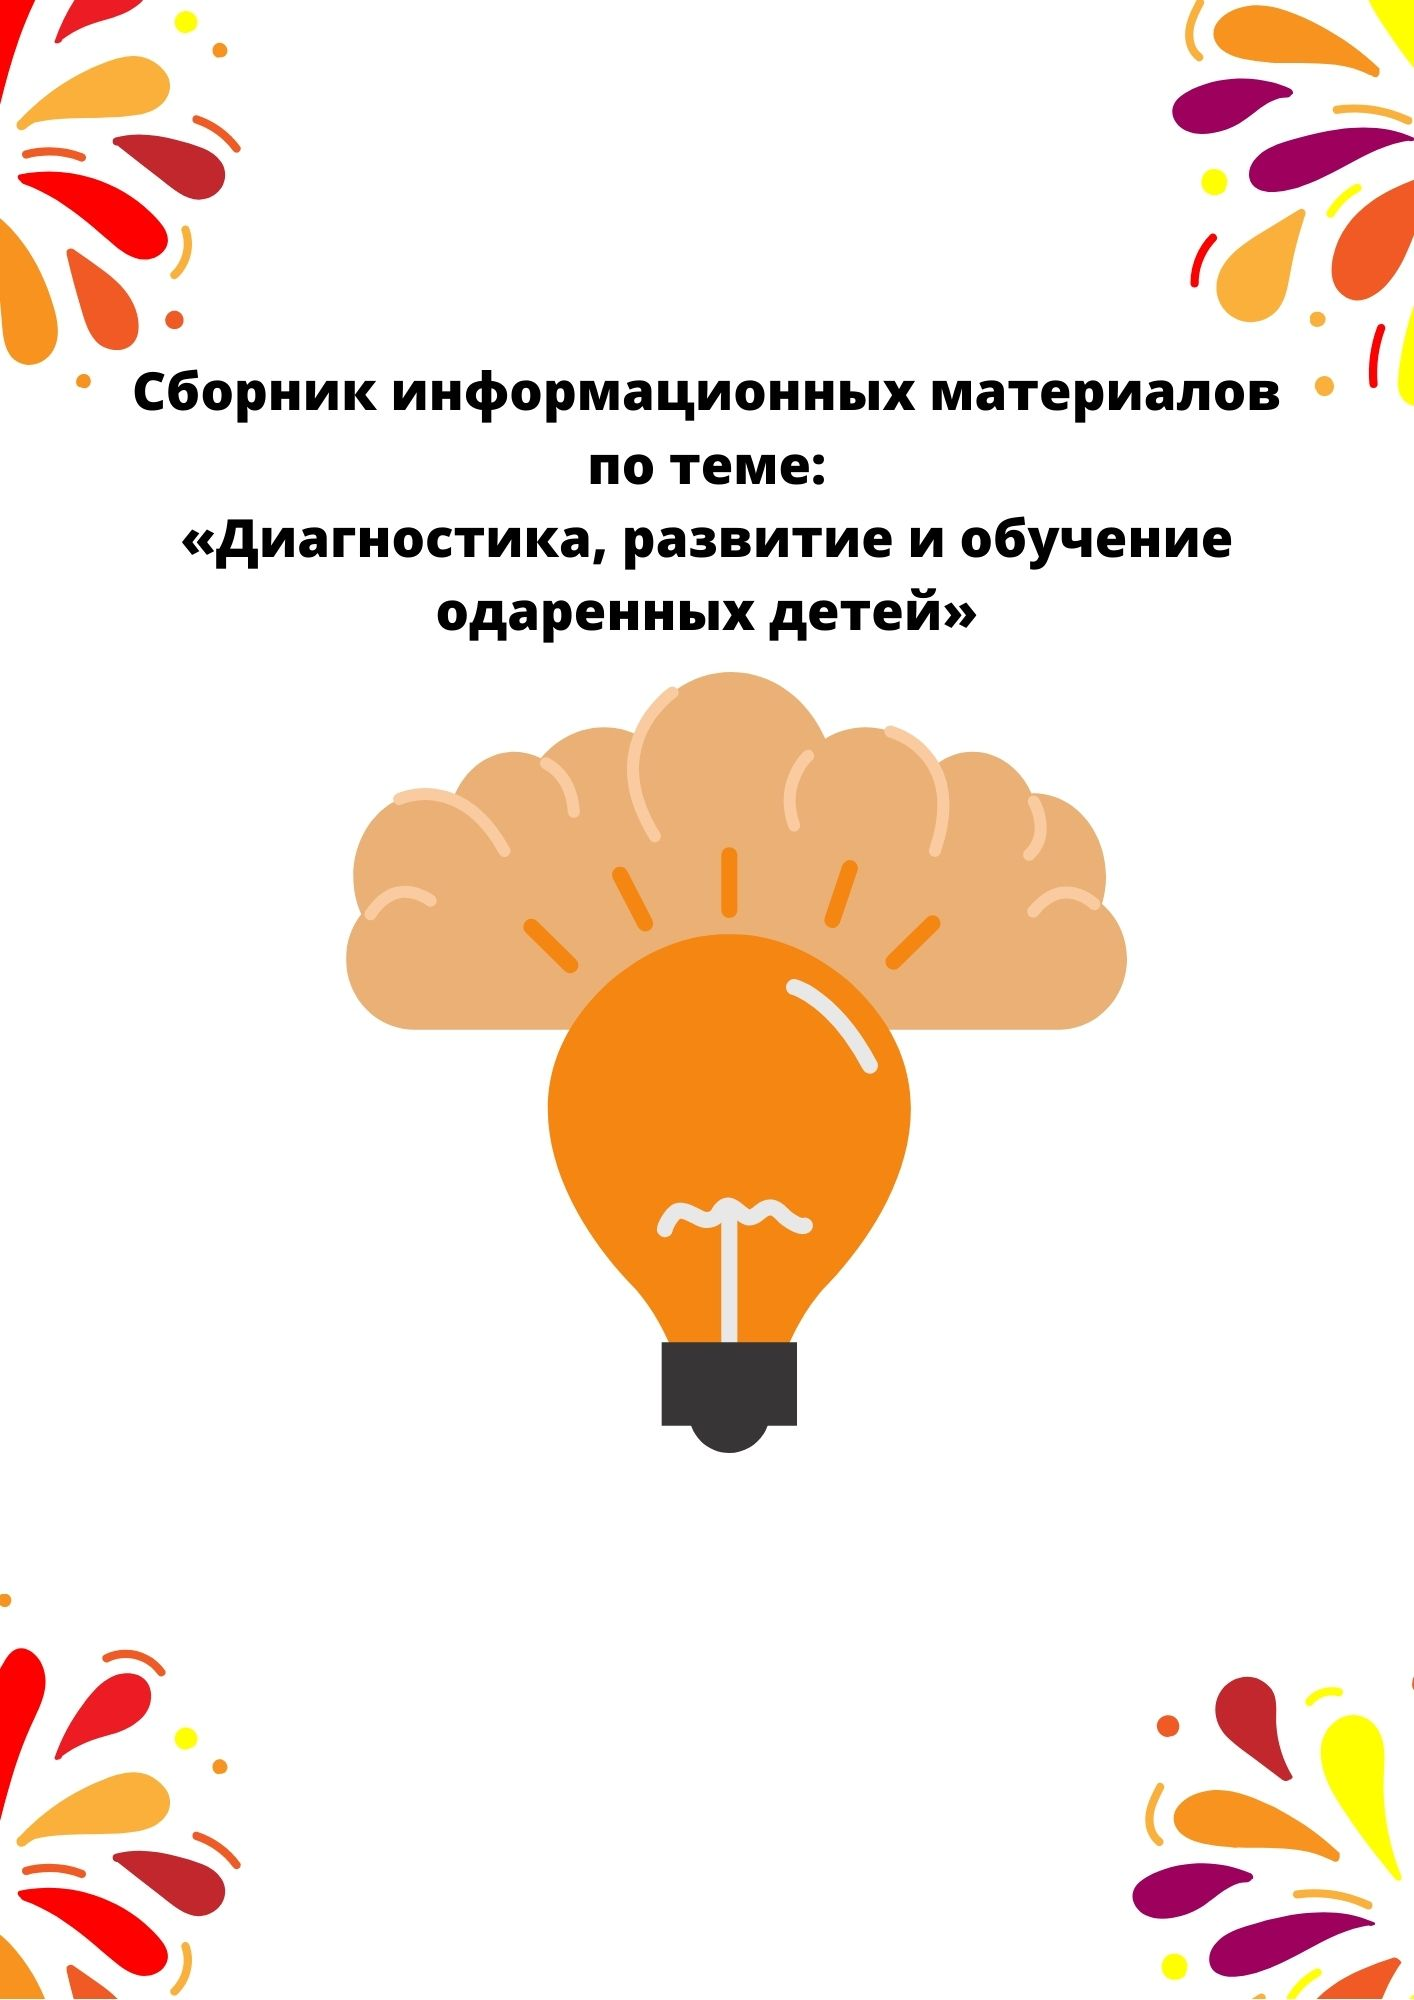 Сборник информационных материалов
по теме:
«Диагностика, развитие и обучение
одаренных детей»